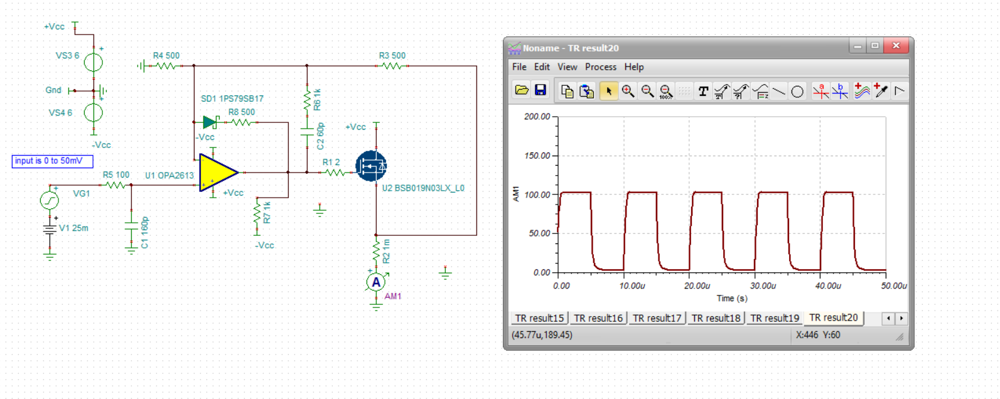 +Vcc
VS3 6
+
Gnd
+
VS4 6
-Vcc
input is 0 to 50mV
R4 500
R3 500
SD1 1PS79SB17
R8 500
R6 1k
-Vcc
C2 60p
+Vcc
R5 100
U1 OPA2613
R1 2
+
VG1
+Vcc
U2 BSB019N03LX_L0
+
V1 25m
C1 160p
R7 1k
-Vcc
R2 1m
+
A
AM1
Noname - TR result20
File Edit View Process Help
100%
T
a
b
200.00
150.00
100.00
50.00
0.00
AM1
0.00 10.00u 20.00u 30.00u 40.00u 50.00u
Time (s)
TR result15 TR result16 TR result17 TR result18 TR result19 TR result20
(45.77u,189.45) X:446 Y:60